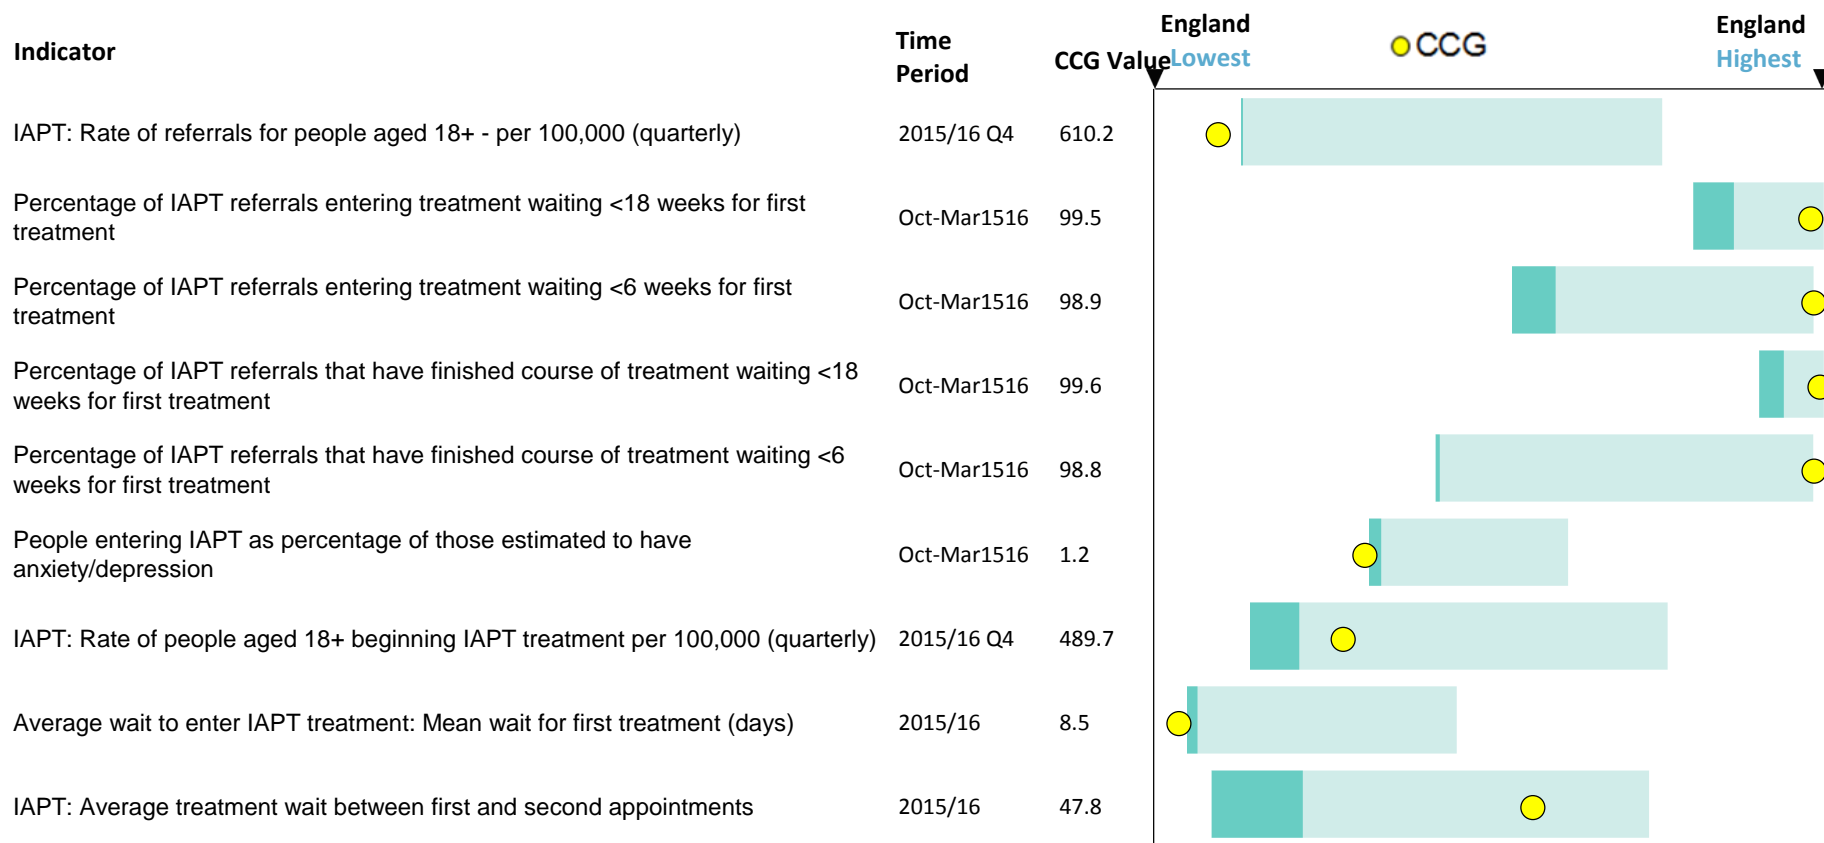 Indicator
Time
Period
CCG Value
England
Lowest
CCG
England
Highest
IAPT: Rate of referrals for people aged 18+ - per 100,000 (quarterly) 2015/16 Q4 610.2
Percentage of IAPT referrals entering treatment waiting <18 weeks for first
treatment
Oct-Mar1516 99.5
Percentage of IAPT referrals entering treatment waiting <6 weeks for first
treatment
Oct-Mar1516 98.9
Percentage of IAPT referrals that have finished course of treatment waiting <18
weeks for first treatment
Oct-Mar1516 99.6
Percentage of IAPT referrals that have finished course of treatment waiting <6
weeks for first treatment
Oct-Mar1516 98.8
People entering IAPT as percentage of those estimated to have
anxiety/depression
Oct-Mar1516 1.2
IAPT: Rate of people aged 18+ beginning IAPT treatment per 100,000 (quarterly) 2015/16 Q4 489.7
Average wait to enter IAPT treatment: Mean wait for first treatment (days) 2015/16 8.5
IAPT: Average treatment wait between first and second appointments 2015/16 47.8